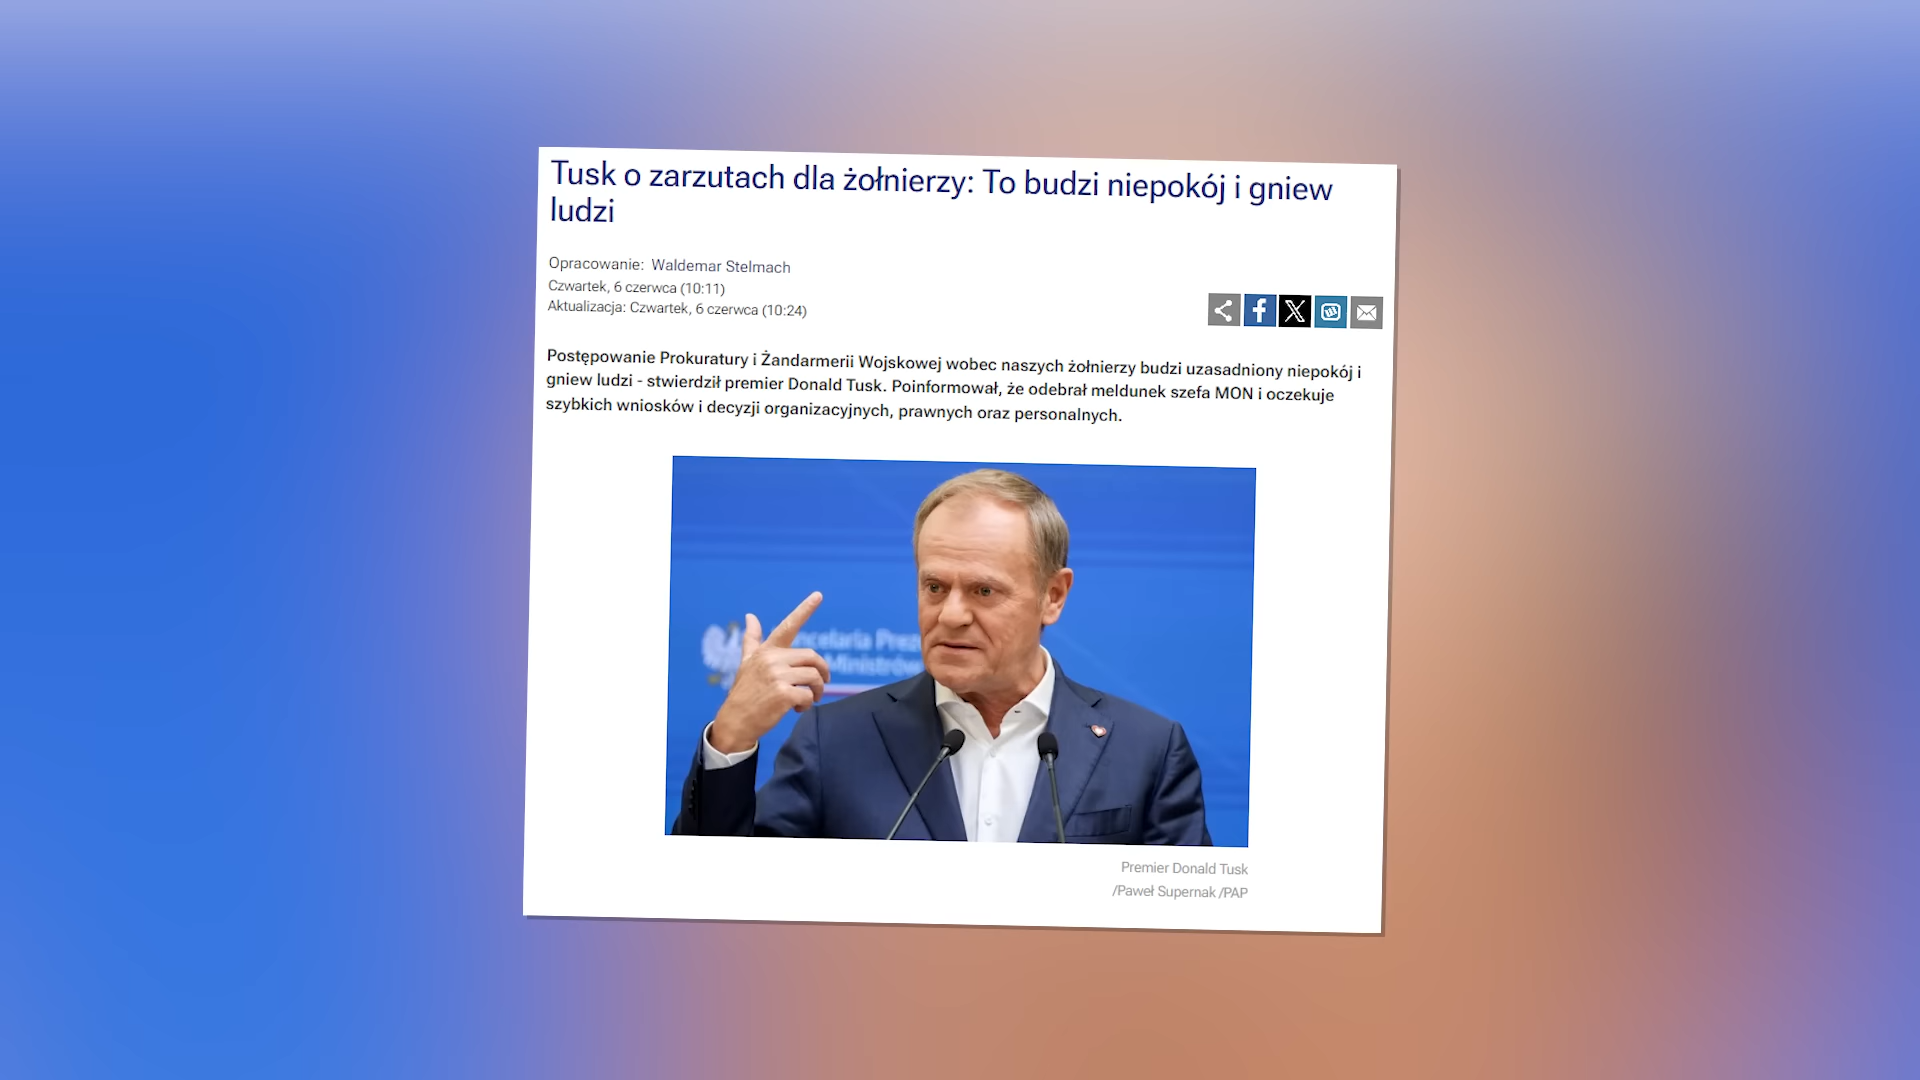 Tusk o zarzutach dla żołnierzy: To budzi niepokój i gniew
ludzi
Opracowanie: Waldemar Stelmach
Czwartek, 6 czerwca (10:11)
Aktualizacja: Czwartek, 6 czerwca (10:24)
Postępowanie Prokuratury i Żandarmerii Wojskowej wobec naszych żołnierzy budzi uzasadniony niepokój i
gniew ludzi - stwierdził premier Donald Tusk. Poinformował, że odebrał meldunek szefa MON i oczekuje
szybkich wniosków i decyzji organizacyjnych, prawnych oraz personalnych.
ncelaria Prez
Ministrów
Premier Donald Tusk
/Paweł Supernak /PAP